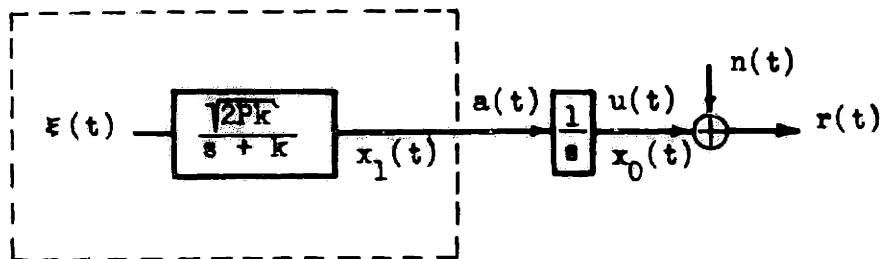 n(t)
ξ(t)
√2Pk
s + k
x₁(t)
a(t)
1
s
u(t)
x₀(t)
r(t)